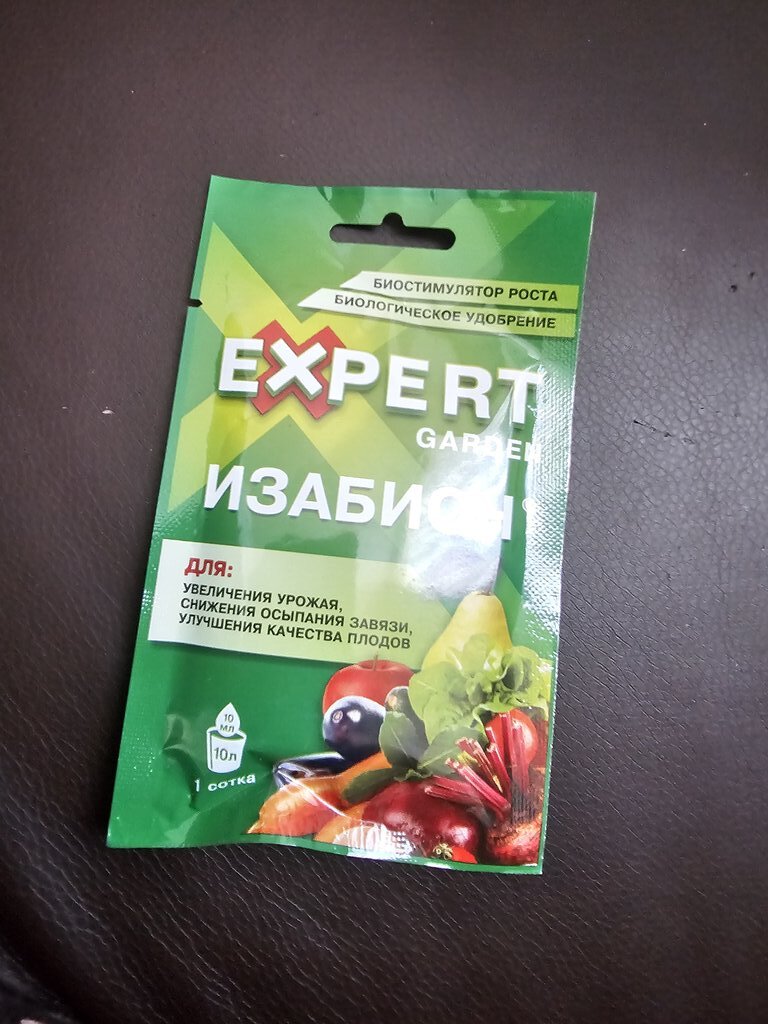 БИОСТИМУЛЯТОР РОСТА
БИОЛОГИЧЕСКОЕ УДОБРЕНИЕ
EXPERT
GARDEN
ИЗАБИОН®
ДЛЯ:
УВЕЛИЧЕНИЯ УРОЖАЯ,
СНИЖЕНИЯ ОСЫПАНИЯ ЗАВЯЗИ,
УЛУЧШЕНИЯ КАЧЕСТВА ПЛОДОВ
10
МЛ
10л
1 сотка